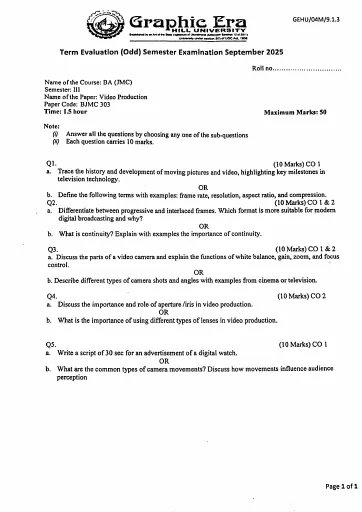 GEHU/04M/9.1.3
Graphic Era
HILL UNIVERSITY
Term Evaluation (Odd) Semester Examination September 2025
Roll no..............................
Name of the Course: BA (JMC)
Semester: III
Name of the Paper: Video Production
Paper Code: BJMC 303
Time: 1.5 hour Maximum Marks: 50
Note:
(i) Answer all the questions by choosing any one of the sub-questions
(ii) Each question carries 10 marks.
Q1. (10 Marks) CO 1
a. Trace the history and development of moving pictures and video, highlighting key milestones in
television technology.
OR
b. Define the following terms with examples: frame rate, resolution, aspect ratio, and compression.
Q2. (10 Marks) CO 1 & 2
a. Differentiate between progressive and interlaced frames. Which format is more suitable for modern
digital broadcasting and why?
OR
b. What is continuity? Explain with examples the importance of continuity.
Q3. (10 Marks) CO 1 & 2
a. Discuss the parts of a video camera and explain the functions of white balance, gain, zoom, and focus
control.
OR
b. Describe different types of camera shots and angles with examples from cinema or television.
Q4. (10 Marks) CO 2
a. Discuss the importance and role of aperture /iris in video production.
OR
b. What is the importance of using different types of lenses in video production.
Q5. (10 Marks) CO 1
a. Write a script of 30 sec for an advertisement of a digital watch.
OR
b. What are the common types of camera movements? Discuss how movements influence audience
perception
Page 1 of 1